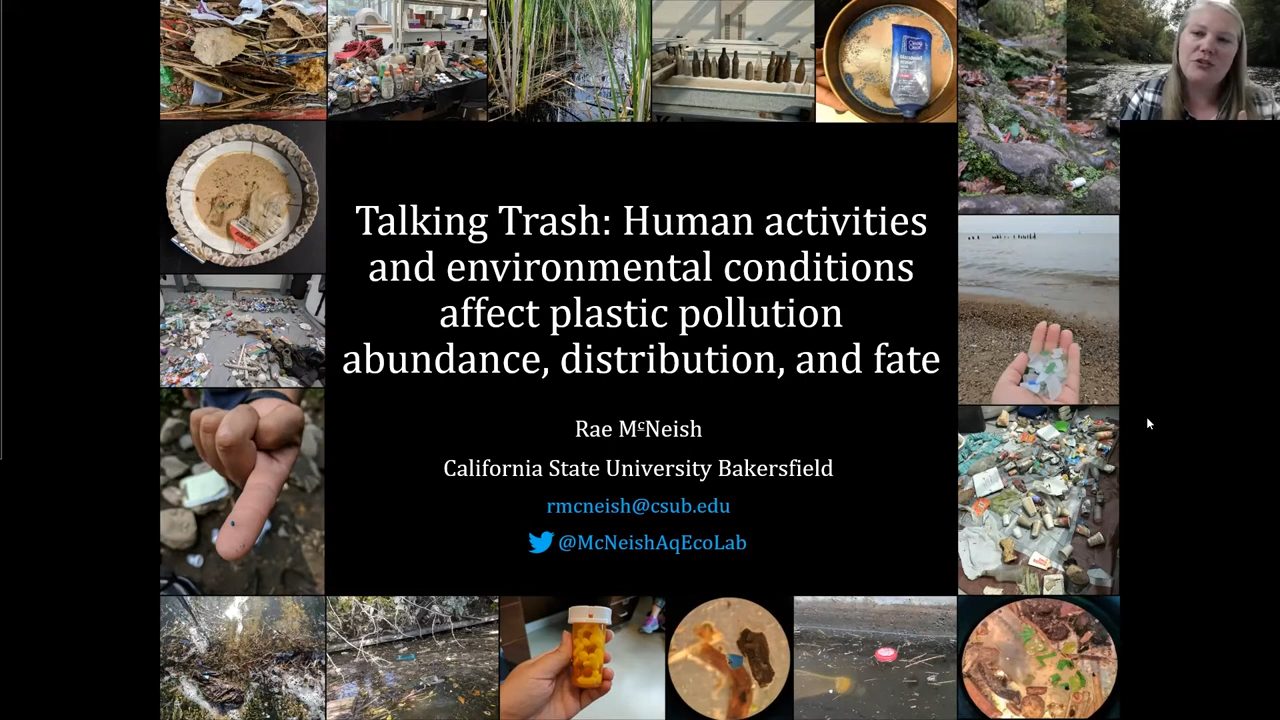 Talking Trash: Human activities
and environmental conditions
affect plastic pollution
abundance, distribution, and fate
Rae MᶜNeish
California State University Bakersfield
rmcneish@csub.edu
@McNeishAqEcoLab